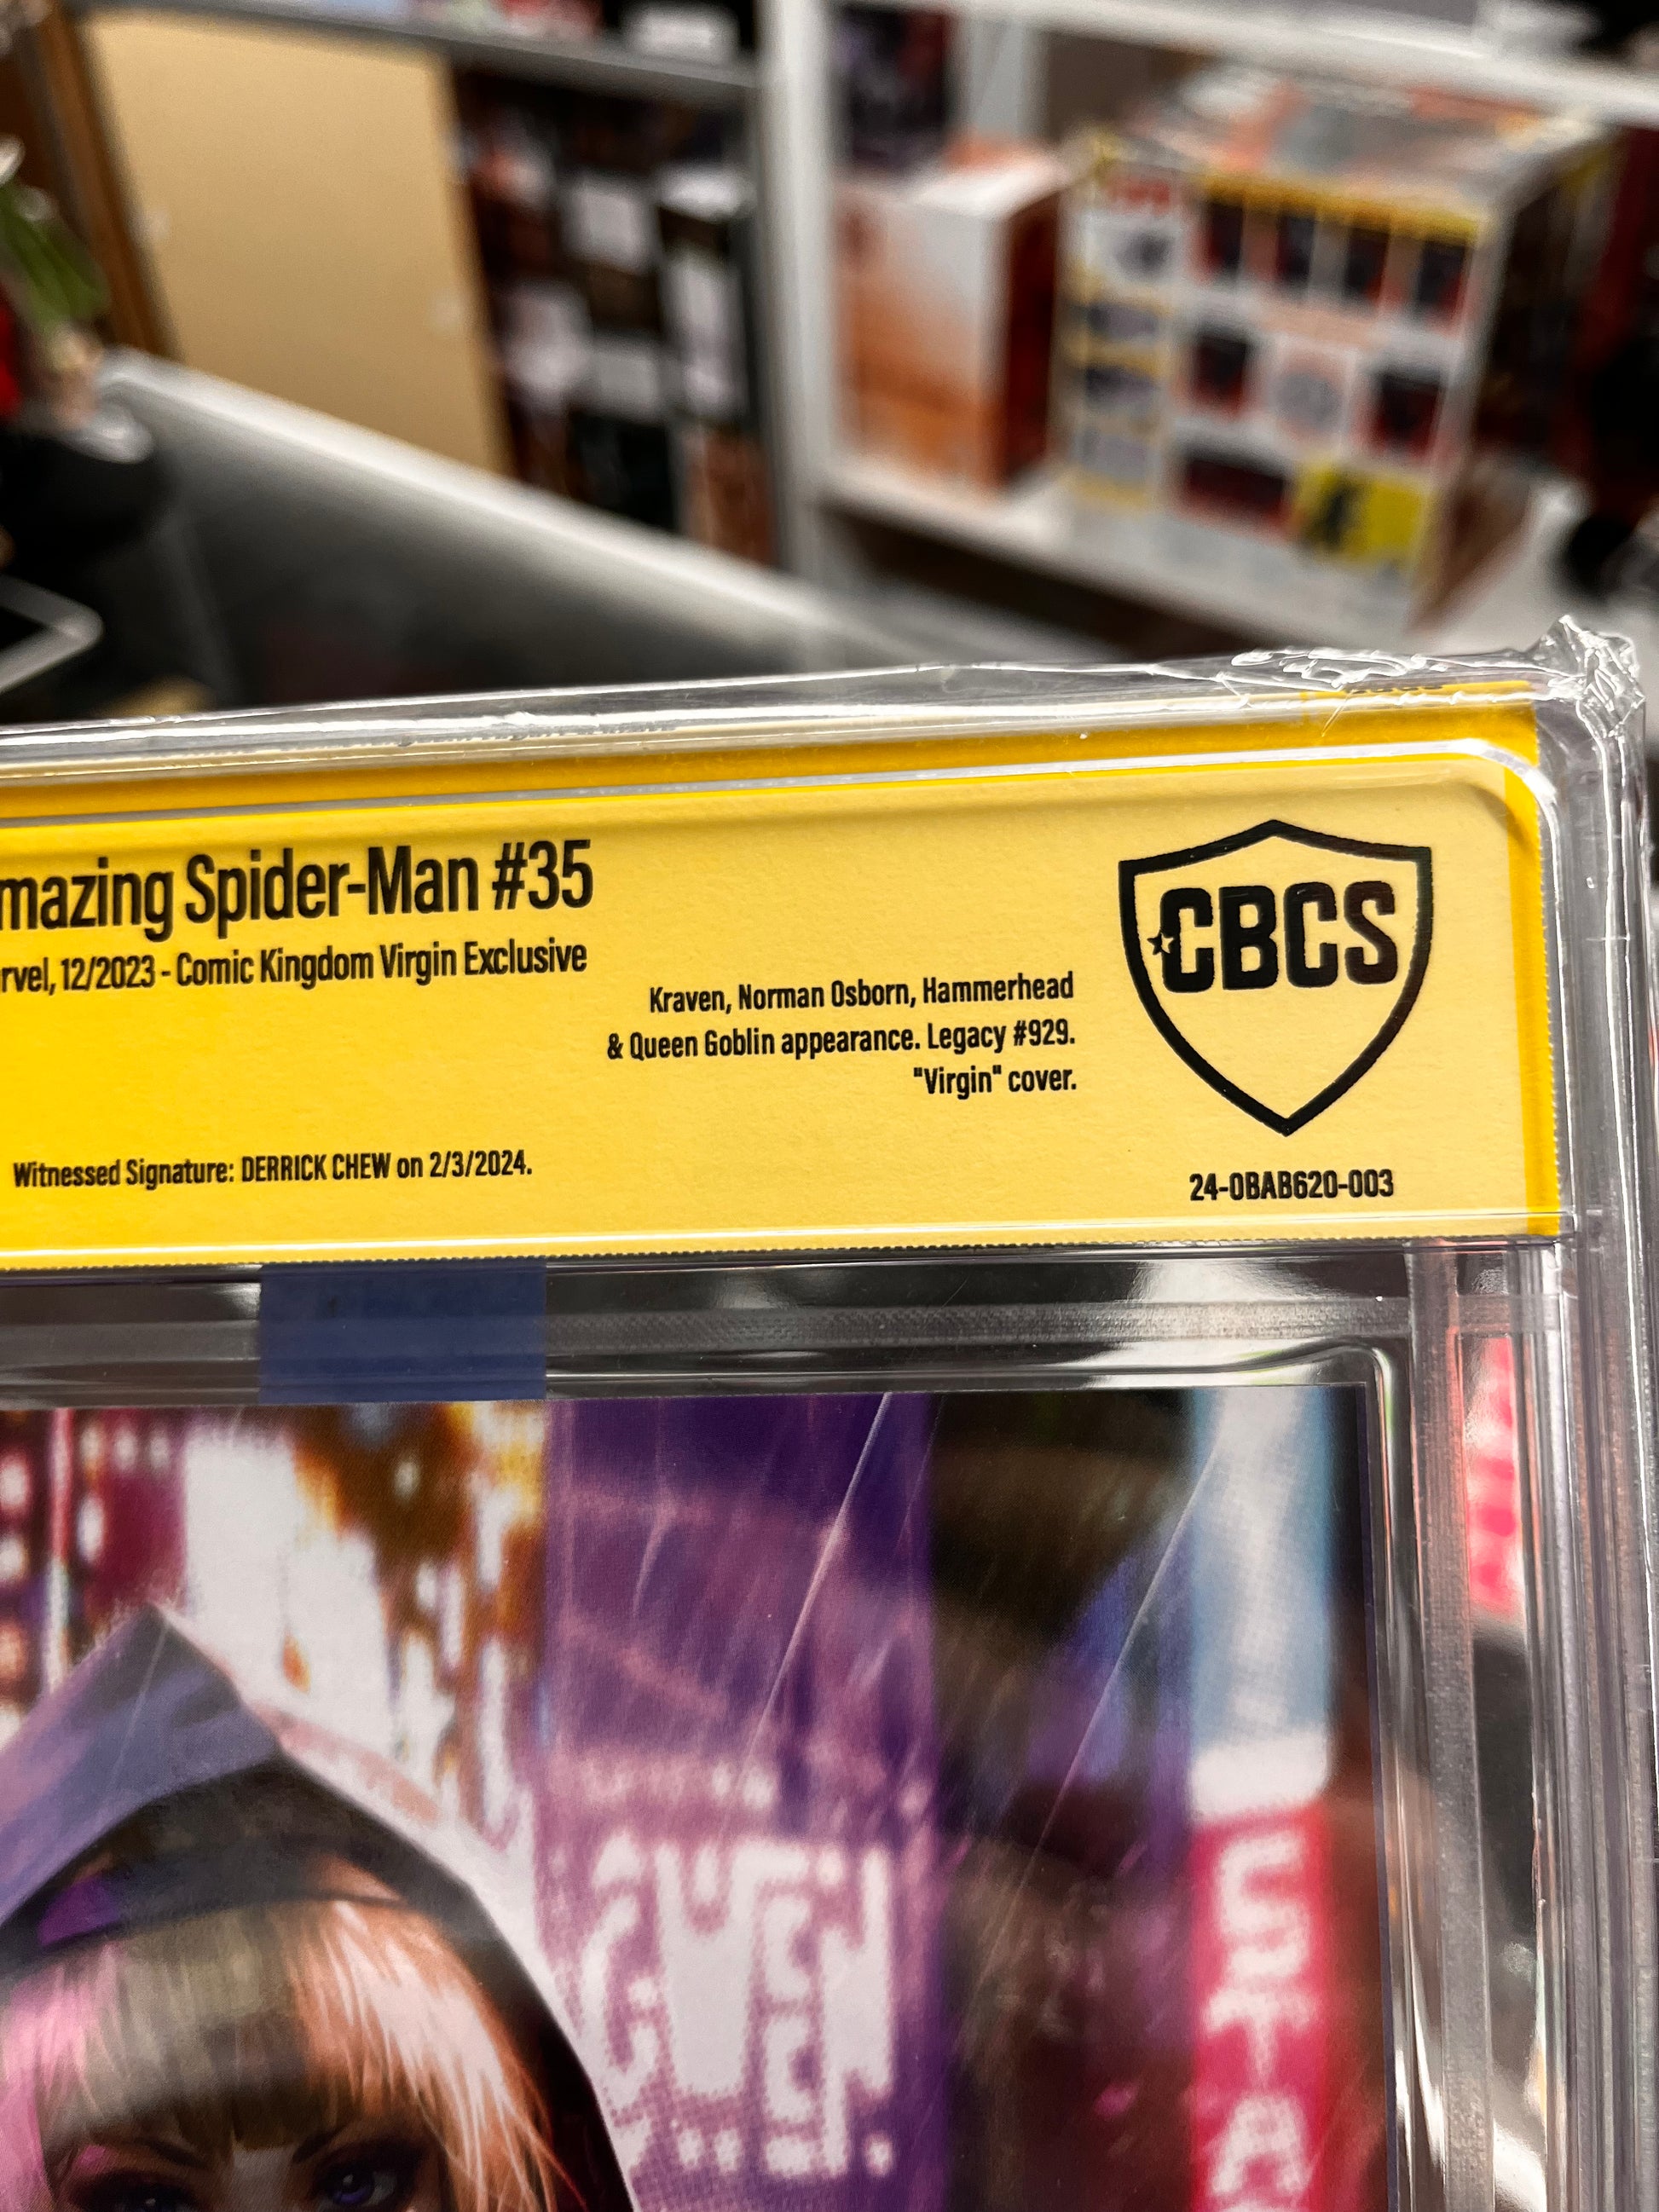 mazing Spider-Man #35
rvel, 12/2023 - Comic Kingdom Virgin Exclusive
Kraven, Norman Osborn, Hammerhead
& Queen Goblin appearance. Legacy #929.
"Virgin" cover.
Witnessed Signature: DERRICK CHEW on 2/3/2024.
CBCS
24-0BAB620-003